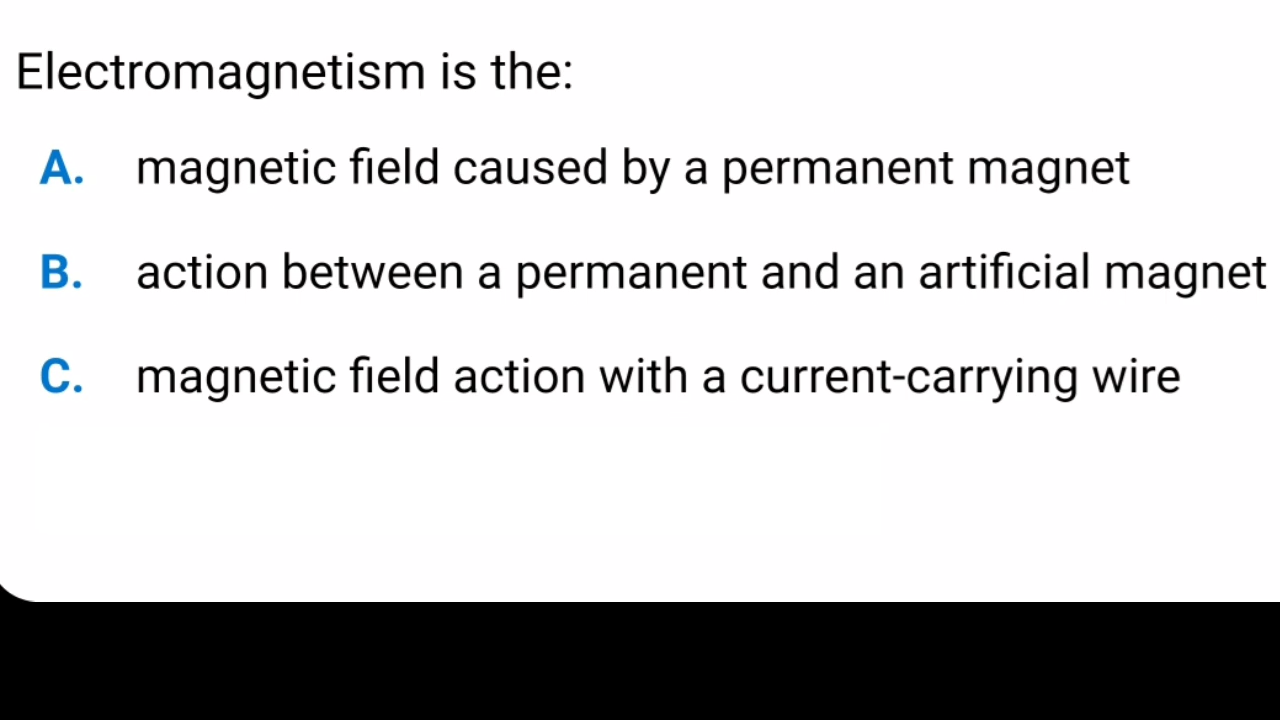 Electromagnetism is the:
A. magnetic field caused by a permanent magnet
B. action between a permanent and an artificial magnet
C. magnetic field action with a current-carrying wire